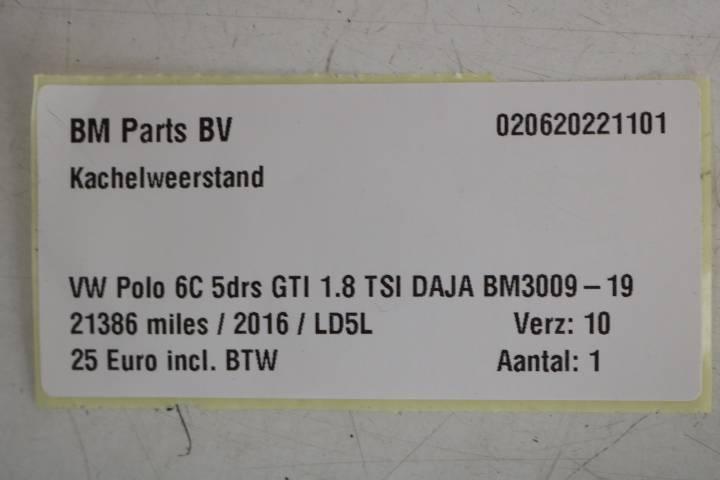 BM Parts BV 020620221101
Kachelweerstand
VW Polo 6C 5drs GTI 1.8 TSI DAJA BM3009 – 19
21386 miles / 2016 / LD5L Verz: 10
25 Euro incl. BTW Aantal: 1